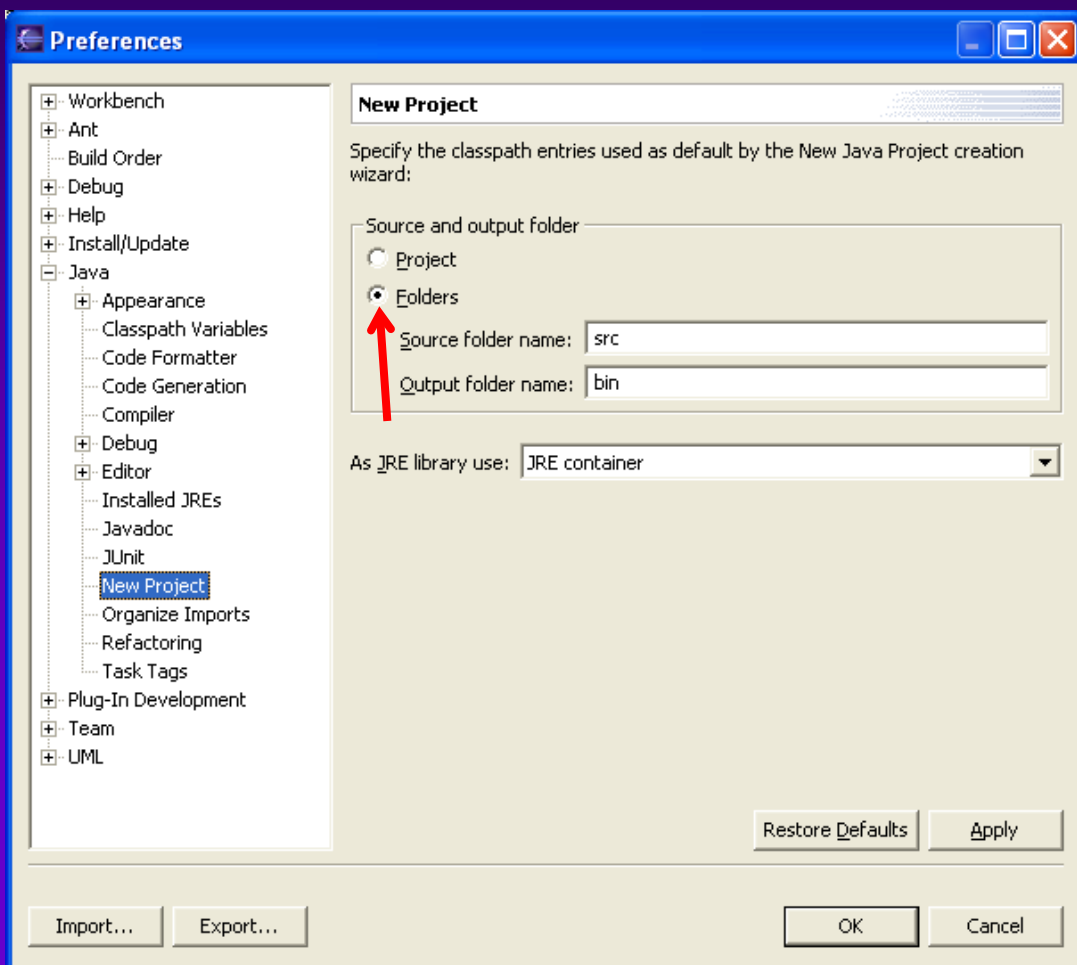 Preferences
Workbench
Ant
Build Order
Debug
Help
Install/Update
Java
Appearance
Classpath Variables
Code Formatter
Code Generation
Compiler
Debug
Editor
Installed JREs
Javadoc
JUnit
New Project
Organize Imports
Refactoring
Task Tags
Plug-In Development
Team
UML
New Project
Specify the classpath entries used as default by the New Java Project creation
wizard:
Source and output folder
Project
Folders
Source folder name: src
Output folder name: bin
As JRE library use: JRE container
Restore Defaults Apply
Import... Export... OK Cancel